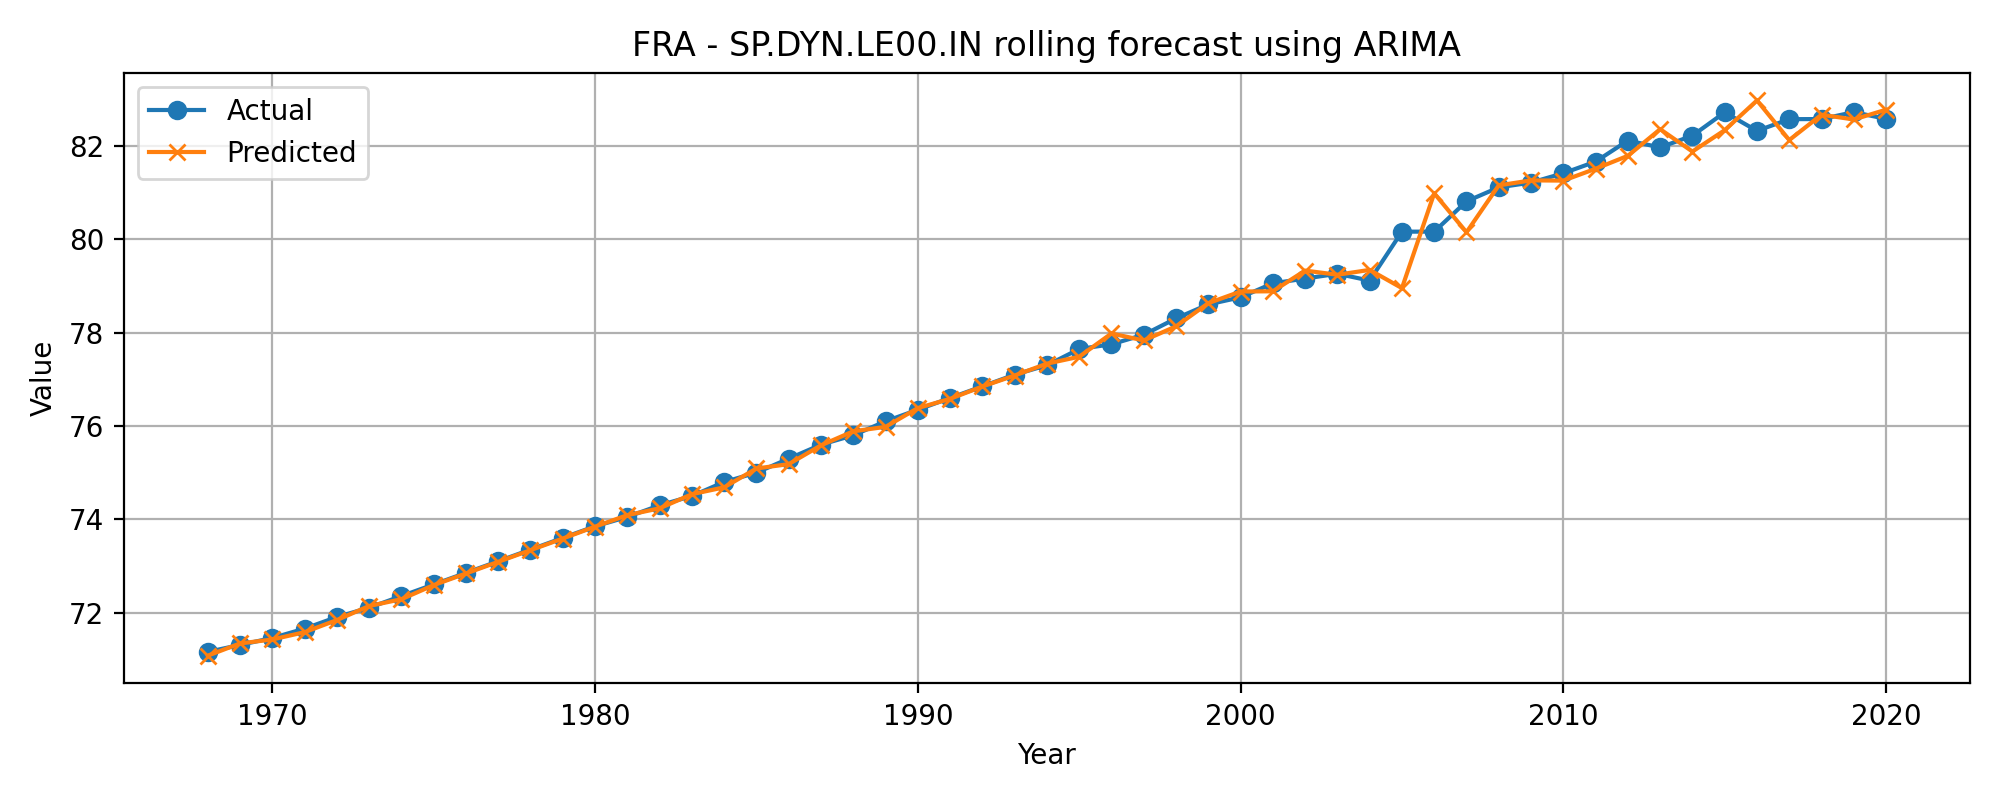 FRA - SP.DYN.LE00.IN rolling forecast using ARIMA
Actual
Predicted
82
80
78
76
74
72
Value
1970 1980 1990 2000 2010 2020
Year